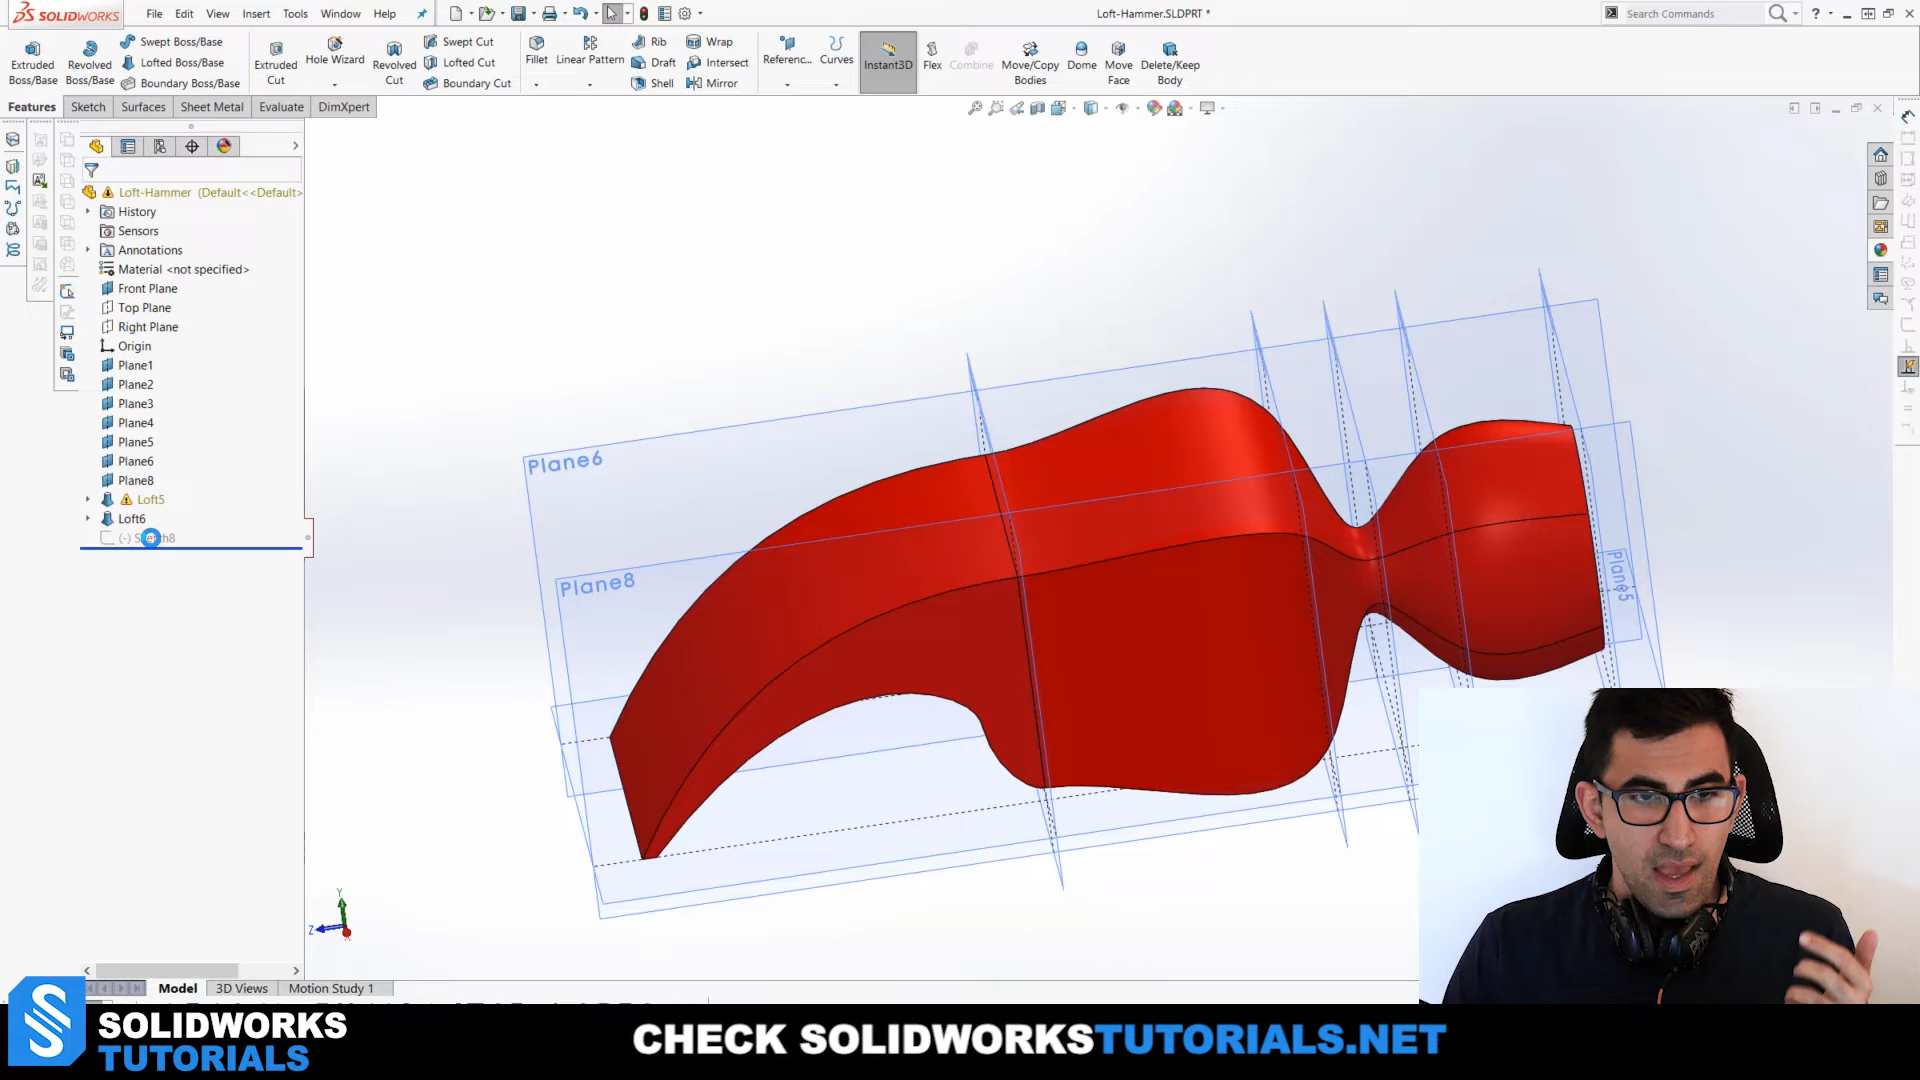 SOLIDWORKS
File Edit View Insert Tools Window Help
Loft-Hammer.SLDPRT *
Search Commands
Extruded Boss/Base
Revolved Boss/Base
Swept Boss/Base
Lofted Boss/Base
Boundary Boss/Base
Extruded Cut
Hole Wizard
Revolved Cut
Swept Cut
Lofted Cut
Boundary Cut
Fillet
Linear Pattern
Rib
Draft
Shell
Wrap
Intersect
Mirror
Referenc...
Curves
Instant3D
Flex
Combine
Move/Copy Bodies
Dome
Move Face
Delete/Keep Body
Features Sketch Surfaces Sheet Metal Evaluate DimXpert
Loft-Hammer (Default<<Default>
History
Sensors
Annotations
Material <not specified>
Front Plane
Top Plane
Right Plane
Origin
Plane1
Plane2
Plane3
Plane4
Plane5
Plane6
Plane8
Loft5
Loft6
Plane6
Plane8
Plane5
Y
Z
X
Model 3D Views Motion Study 1
SOLIDWORKS
TUTORIALS
CHECK SOLIDWORKSTUTORIALS.NET